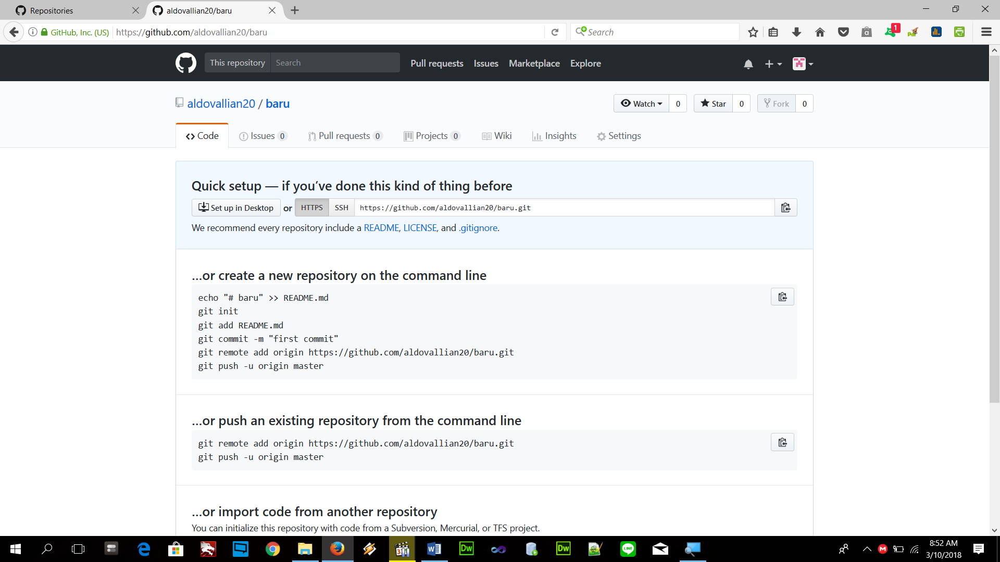 Repositories
aldovallian20/baru
GitHub, Inc. (US)
https://github.com/aldovallian20/baru
Search
1
This repository
Search
Pull requests
Issues
Marketplace
Explore
aldovallian20 / baru
Watch
0
Star
0
Fork
0
Code
Issues 0
Pull requests 0
Projects 0
Wiki
Insights
Settings
Quick setup — if you’ve done this kind of thing before
Set up in Desktop or HTTPS SSH https://github.com/aldovallian20/baru.git
We recommend every repository include a README, LICENSE, and .gitignore.
…or create a new repository on the command line
echo "# baru" >> README.md
git init
git add README.md
git commit -m "first commit"
git remote add origin https://github.com/aldovallian20/baru.git
git push -u origin master
…or push an existing repository from the command line
git remote add origin https://github.com/aldovallian20/baru.git
git push -u origin master
…or import code from another repository
You can initialize this repository with code from a Subversion, Mercurial, or TFS project.
Dw
Dw
LINE
8:52 AM
3/10/2018